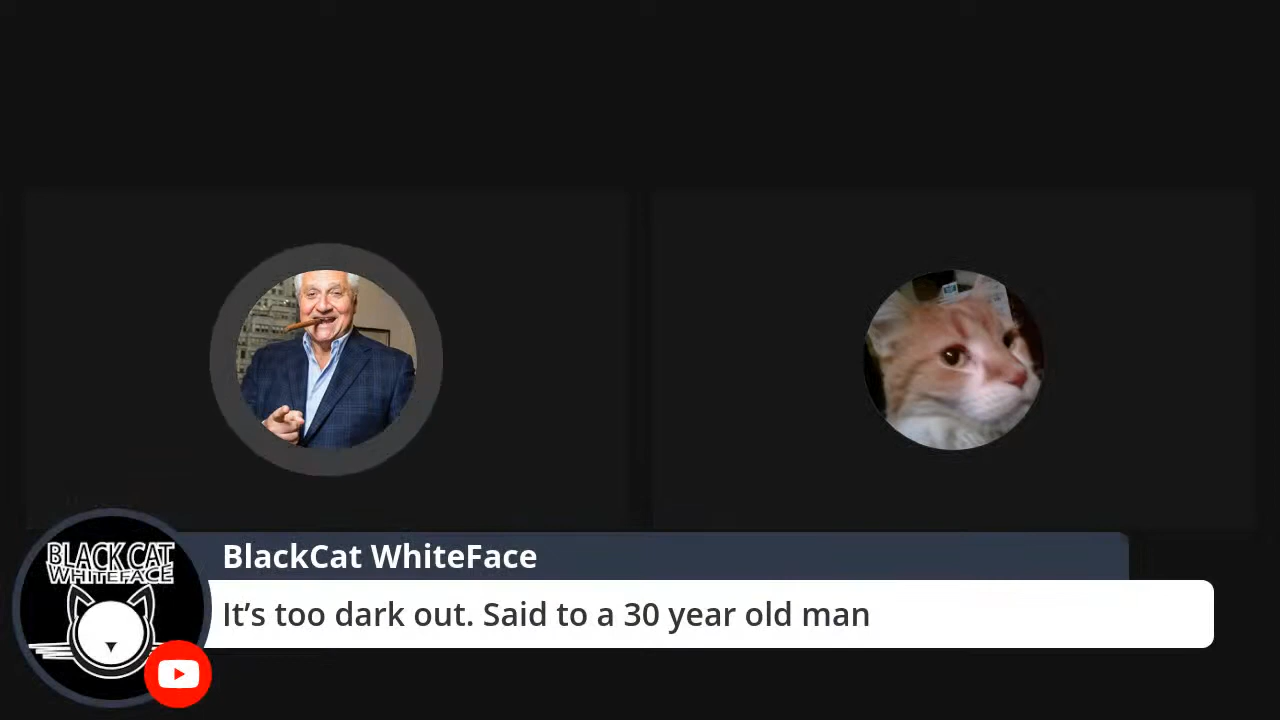 BlackCat WhiteFace
It’s too dark out. Said to a 30 year old man
BLACK CAT
WHITEFACE